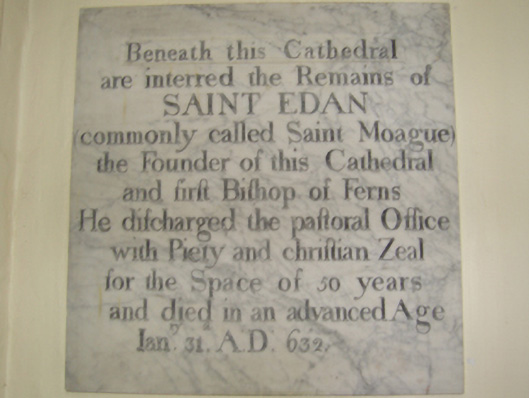 Beneath this Cathedral
are interred the Remains of
SAINT EDAN
(commonly called Saint Moague)
the Founder of this Cathedral
and firſt Biſhop of Ferns
He diſcharged the paſtoral Office
with Piety and chriſtian Zeal
for the Space of 50 years
and died in an advanced Age
Ianʸ. 31. A.D. 632.